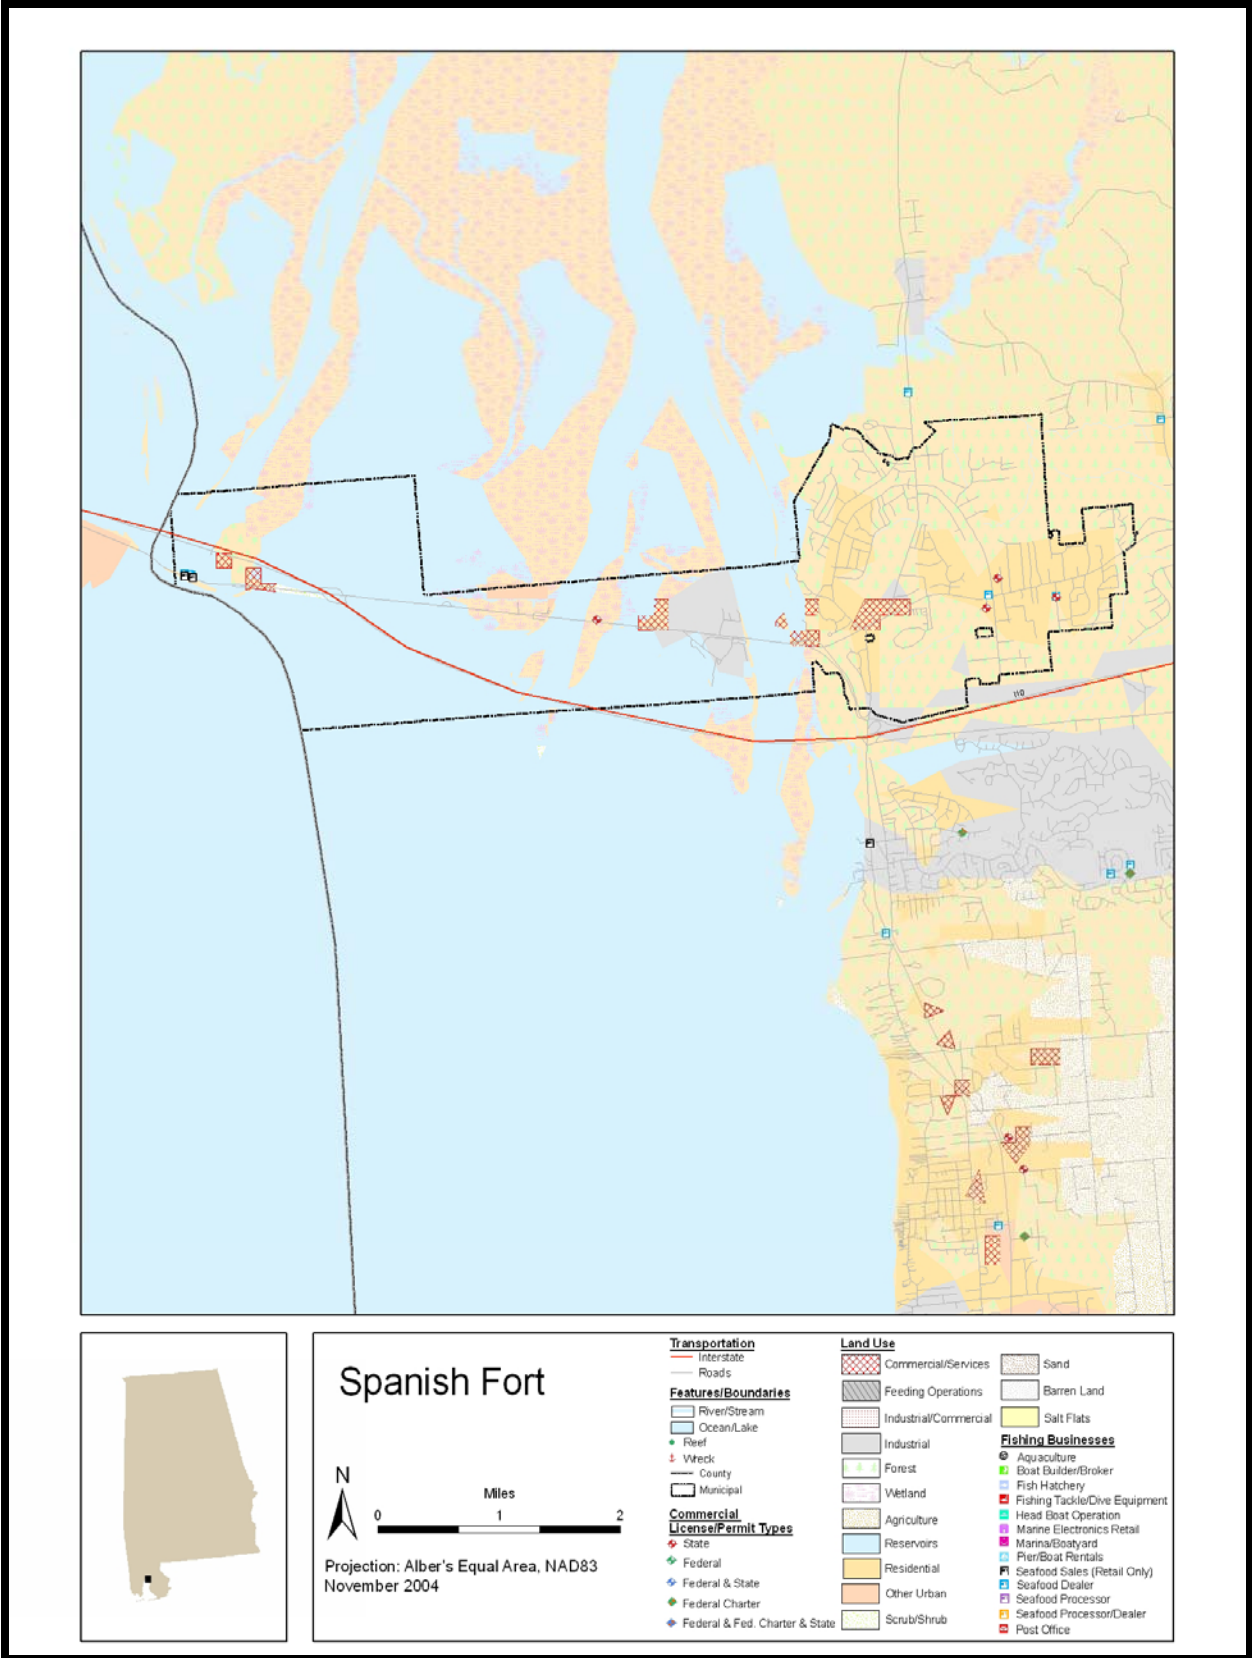 I10
Spanish Fort
N
Miles
0 1 2
Projection: Alber's Equal Area, NAD83
November 2004
Transportation
Interstate
Roads
Features/Boundaries
River/Stream
Ocean/Lake
Reef
Wreck
County
Municipal
Commercial
License/Permit Types
State
Federal
Federal & State
Federal Charter
Federal & Fed. Charter & State
Land Use
Commercial/Services
Feeding Operations
Industrial/Commercial
Industrial
Forest
Wetland
Agriculture
Reservoirs
Residential
Other Urban
Scrub/Shrub
Sand
Barren Land
Salt Flats
Fishing Businesses
Aquaculture
Boat Builder/Broker
Fish Hatchery
Fishing Tackle/Dive Equipment
Head Boat Operation
Marine Electronics Retail
Marina/Boatyard
Pier/Boat Rentals
Seafood Sales (Retail Only)
Seafood Dealer
Seafood Processor
Seafood Processor/Dealer
Post Office